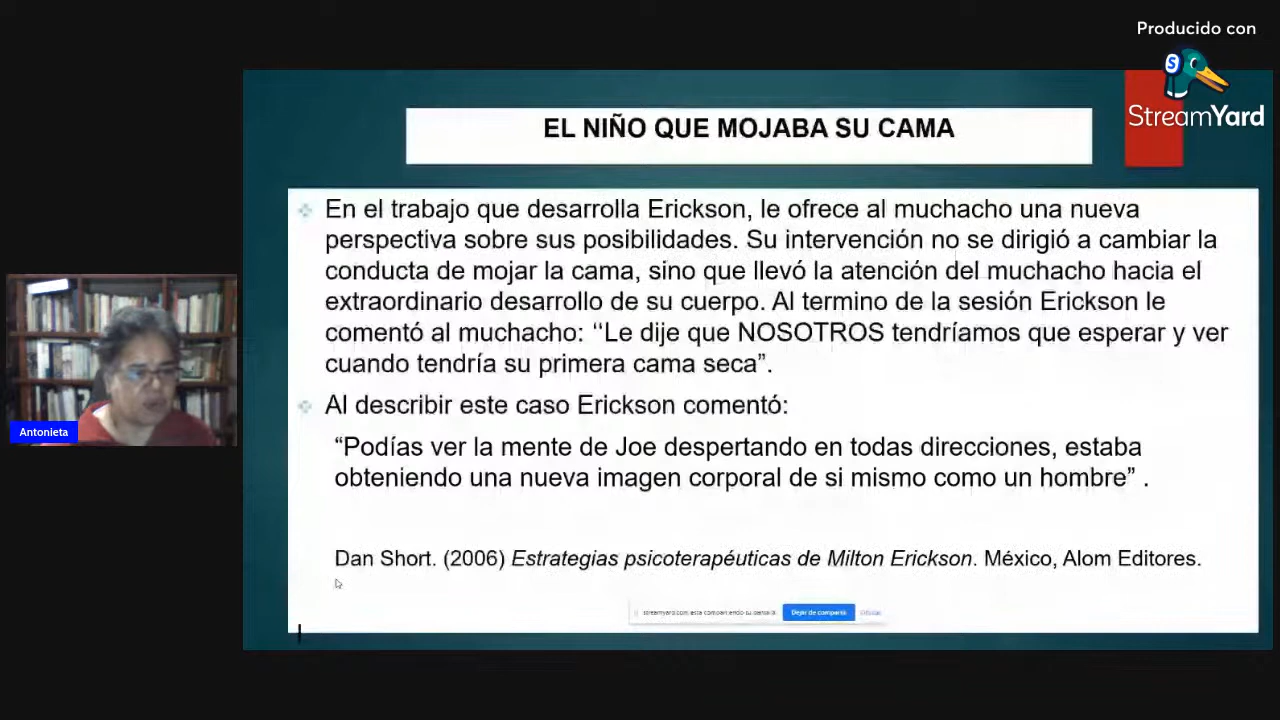 Producido con
StreamYard
EL NIÑO QUE MOJABA SU CAMA
En el trabajo que desarrolla Erickson, le ofrece al muchacho una nueva
perspectiva sobre sus posibilidades. Su intervención no se dirigió a cambiar la
conducta de mojar la cama, sino que llevó la atención del muchacho hacia el
extraordinario desarrollo de su cuerpo. Al termino de la sesión Erickson le
comentó al muchacho: ‘‘Le dije que NOSOTROS tendríamos que esperar y ver
cuando tendría su primera cama seca”.
Al describir este caso Erickson comentó:
“Podías ver la mente de Joe despertando en todas direcciones, estaba
obteniendo una nueva imagen corporal de si mismo como un hombre” .
Dan Short. (2006) Estrategias psicoterapéuticas de Milton Erickson. México, Alom Editores.
Antonieta
Dejar de compartir